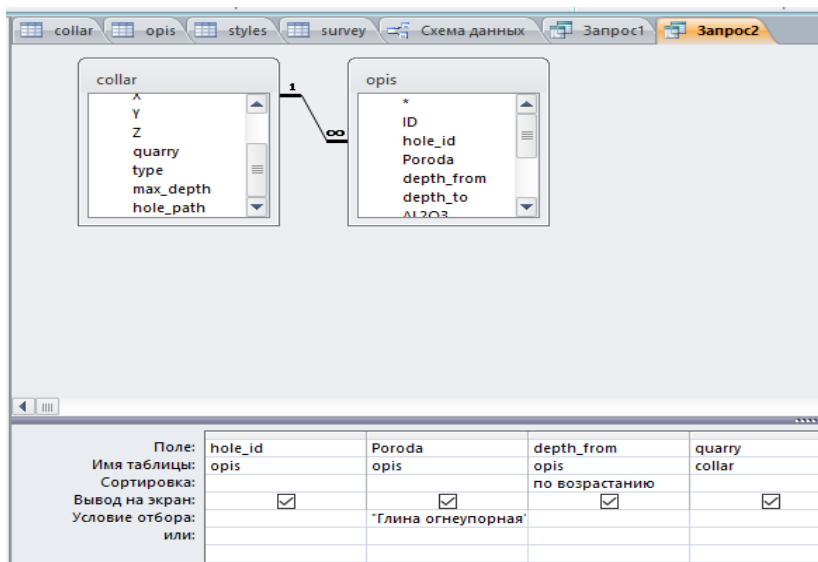 collar opis styles survey Схема данных Запрос1 Запрос2
collar
X
Y
Z
quarry
type
max_depth
hole_path
1
∞
opis
*
ID
hole_id
Poroda
depth_from
depth_to
AL2O3
Поле: hole_id Poroda depth_from quarry
Имя таблицы: opis opis opis collar
Сортировка: по возрастанию
Вывод на экран:
Условие отбора: "Глина огнеупорная"
или: